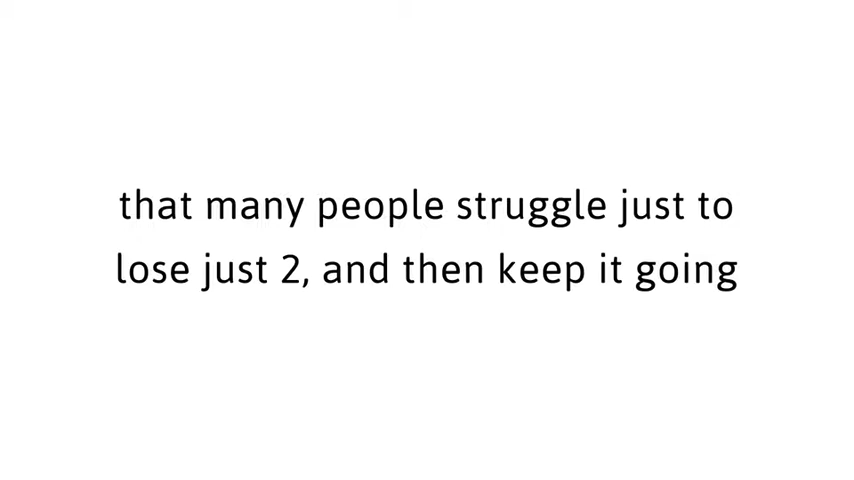 that many people struggle just to
lose just 2, and then keep it going